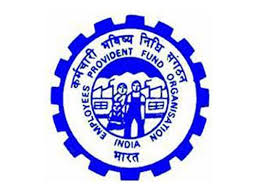 कर्मचारी भविष्य निधि संगठन
EMPLOYEES PROVIDENT FUND ORGANISATION
INDIA
भारत